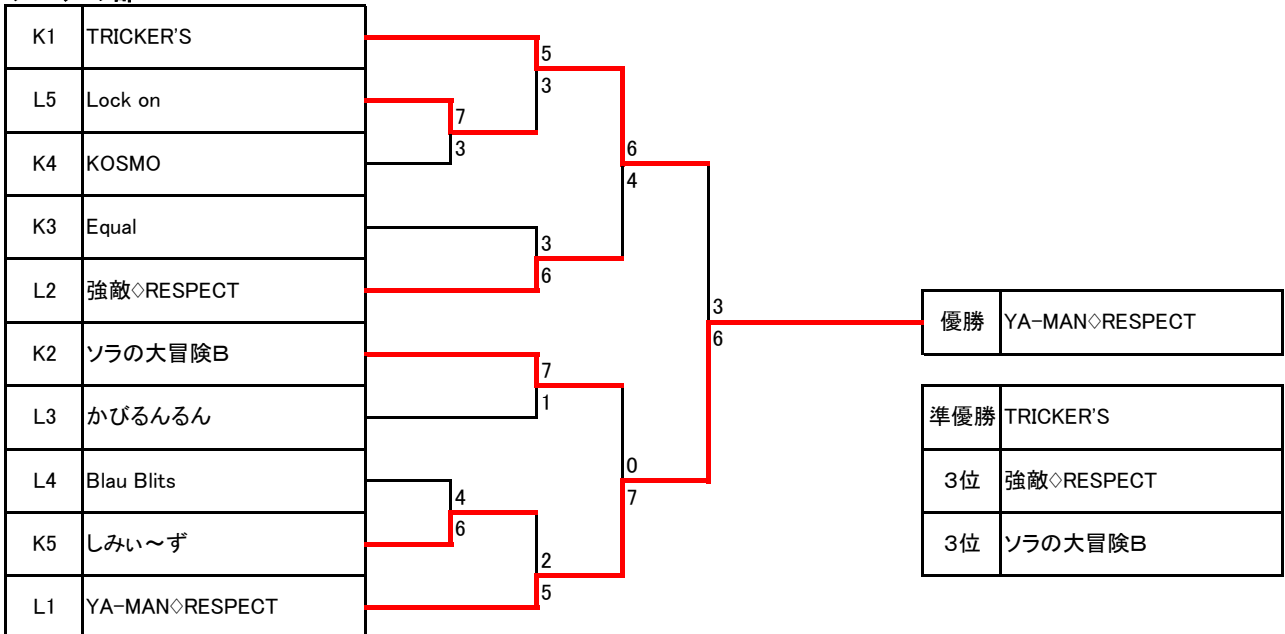 K1 TRICKER'S
5
L5 Lock on
3
7
K4 KOSMO
3
6
4
K3 Equal
3
6
L2 強敵◇RESPECT
3
優勝 YA-MAN◇RESPECT
6
K2 ソラの大冒険B
7
1
L3 かびるんるん
準優勝 TRICKER'S
0
L4 Blau Blits
3位 強敵◇RESPECT
4
7
6
K5 しみぃ～ず
3位 ソラの大冒険B
2
5
L1 YA-MAN◇RESPECT